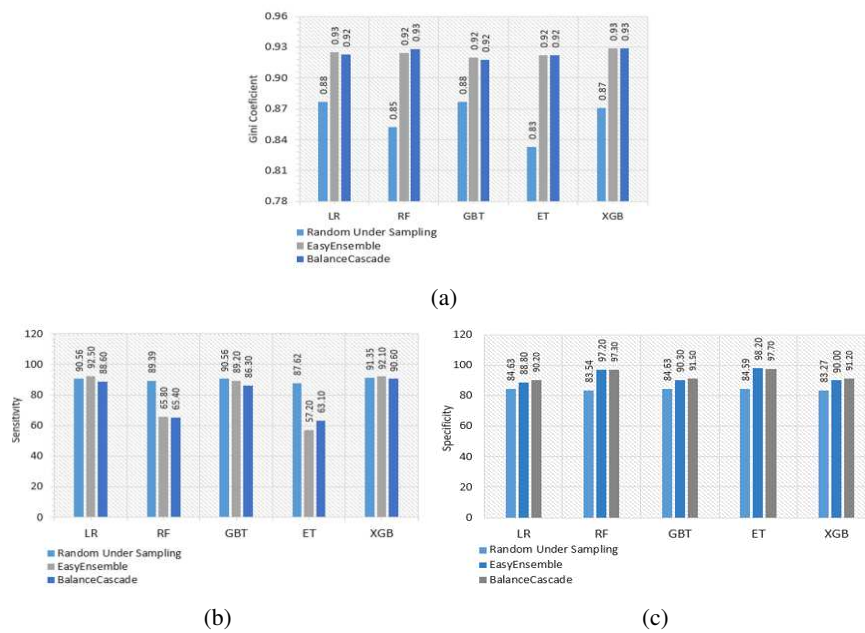 0.96
0.93
0.90
0.87
0.84
0.81
0.78
Gini Coeficient
0.88 0.93 0.92
0.85 0.92 0.93
0.88 0.92 0.92
0.83 0.92 0.92
0.87 0.93 0.93
LR RF GBT ET XGB
Random Under Sampling
EasyEnsemble
BalanceCascade
(a)
120
100
80
60
40
20
0
Sensitivity
90.56 92.50 88.60
89.39 65.80 65.40
90.56 89.20 86.30
87.62 57.20 63.10
91.35 92.10 90.60
LR RF GBT ET XGB
Random Under Sampling
EasyEnsemble
BalanceCascade
(b)
120
100
80
60
40
20
0
Specificity
84.63 88.80 90.20
83.54 97.20 97.30
84.63 90.30 91.50
84.59 98.20 97.70
83.27 90.00 91.20
LR RF GBT ET XGB
Random Under Sampling
EasyEnsemble
BalanceCascade
(c)